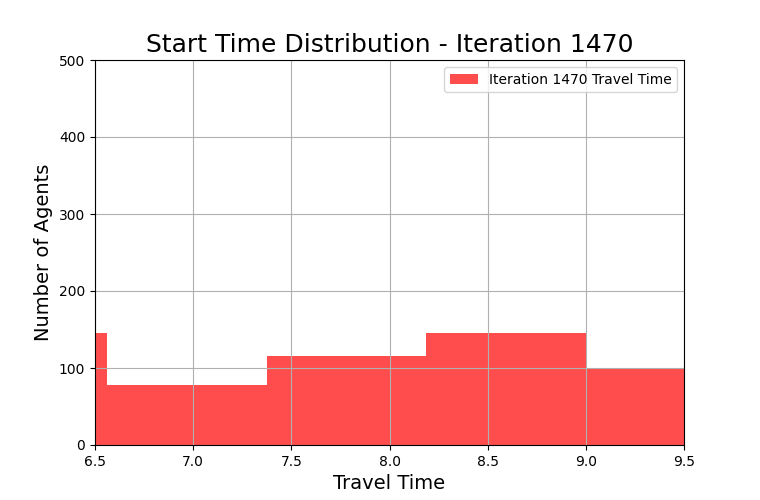 Start Time Distribution - Iteration 1470
Iteration 1470 Travel Time
Number of Agents
500
400
300
200
100
0
6.5 7.0 7.5 8.0 8.5 9.0 9.5
Travel Time